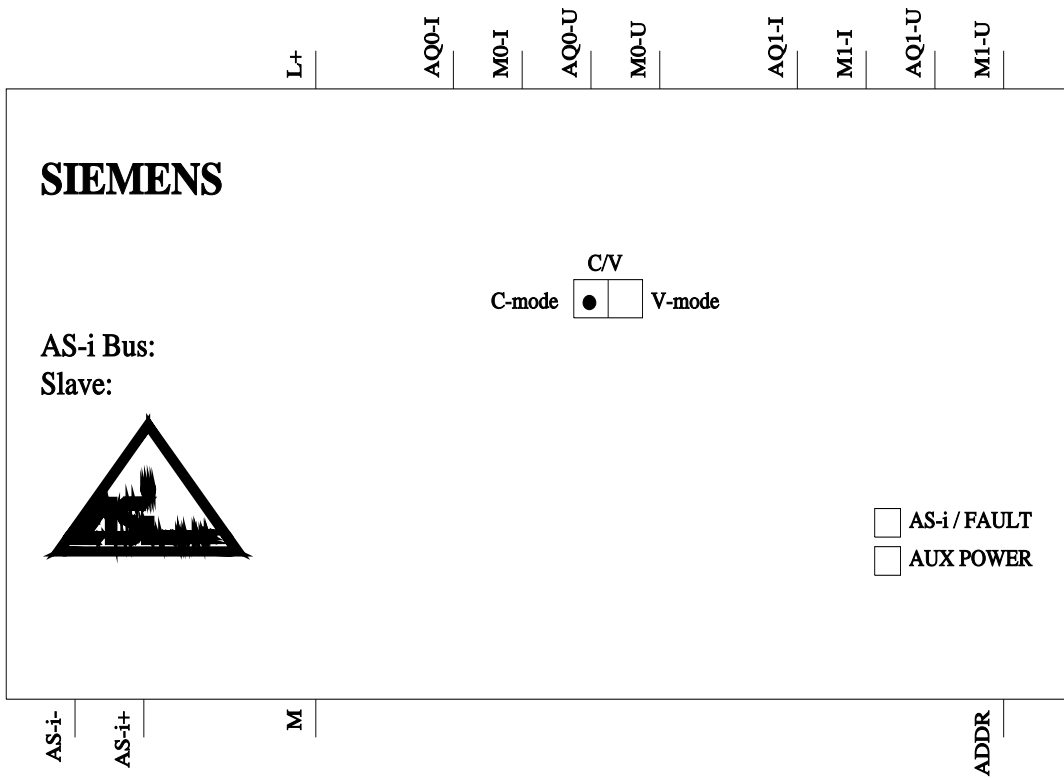 L+
AQ0-I
M0-I
AQ0-U
M0-U
AQ1-I
M1-I
AQ1-U
M1-U
SIEMENS
C/V
C-mode
V-mode
AS-i Bus:
Slave:
AS-i / FAULT
AUX POWER
AS-i-
AS-i+
M
ADDR